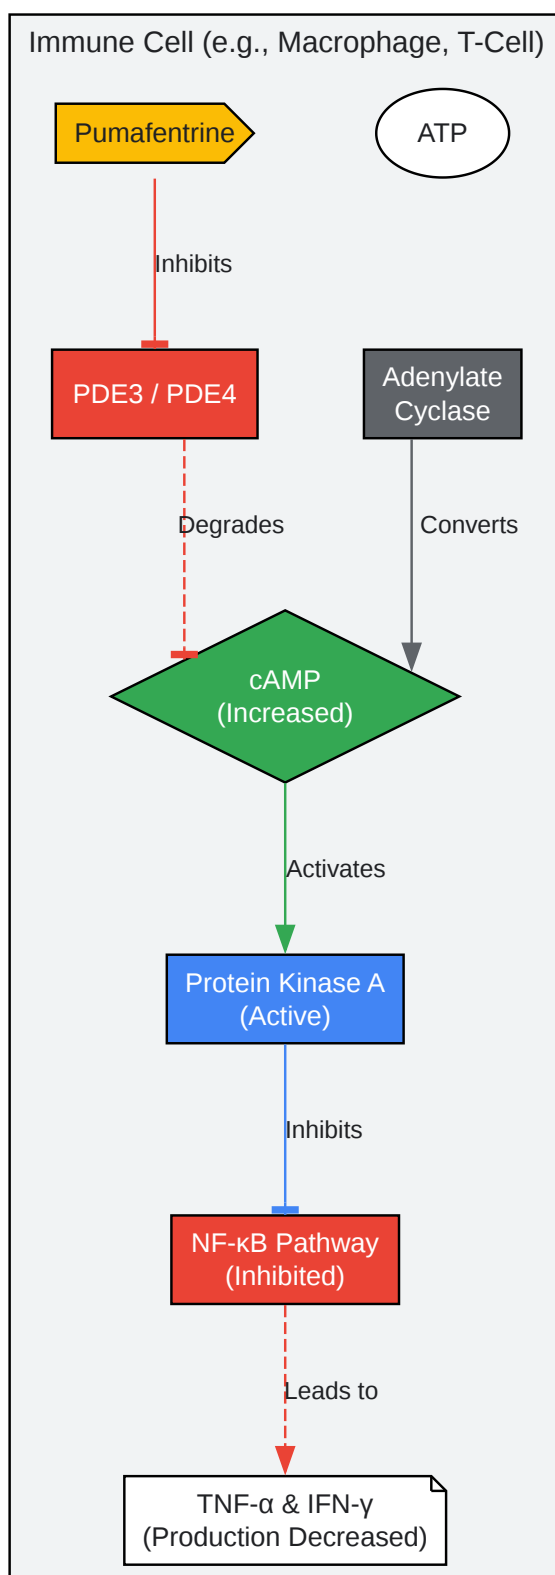 Immune Cell (e.g., Macrophage, T-Cell)
Pumafentrine
ATP
Inhibits
PDE3 / PDE4
Adenylate
Cyclase
Degrades
Converts
cAMP
(Increased)
Activates
Protein Kinase A
(Active)
Inhibits
NF-κB Pathway
(Inhibited)
Leads to
TNF-α & IFN-γ
(Production Decreased)